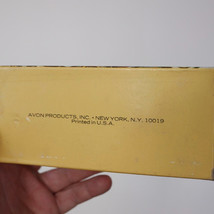 AVON PRODUCTS, INC. • NEW YORK, N.Y. 10019
Printed in U.S.A.